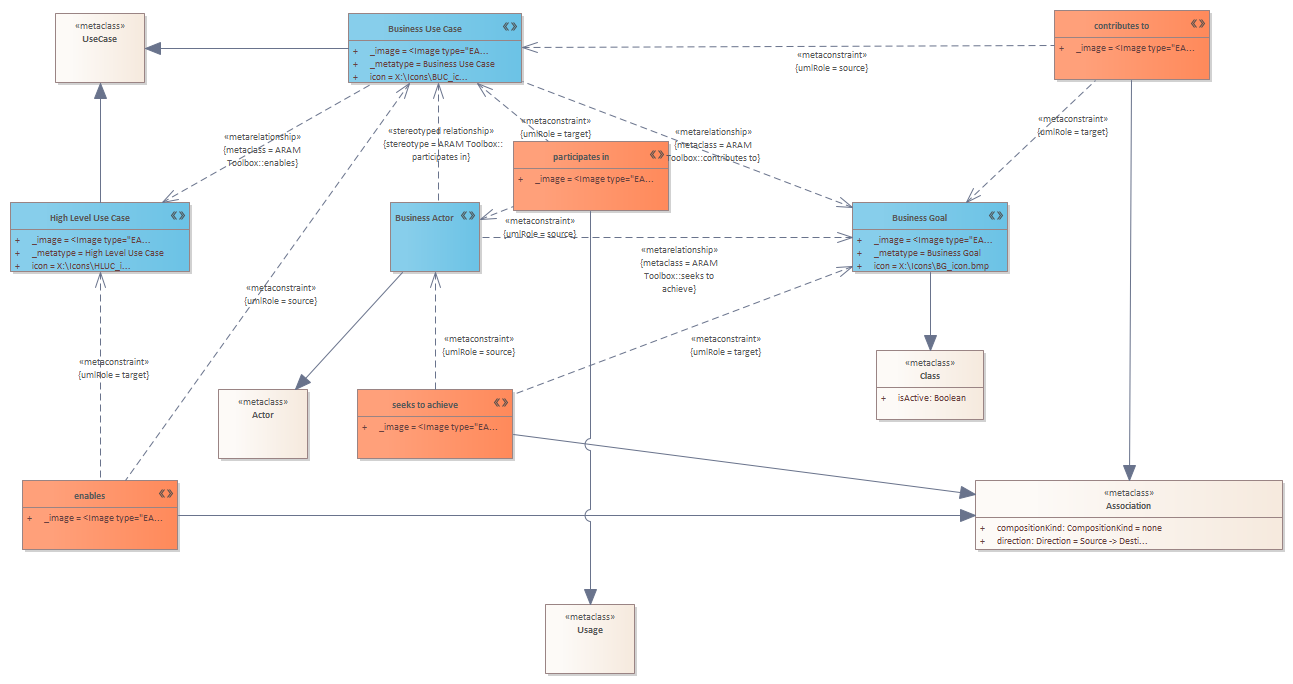 «metaclass»
UseCase
Business Use Case
+ _image = <Image type="EA...
+ _metatype = Business Use Case
+ icon = X:\Icons\BUC_ic...
contributes to
+ _image = <Image type="EA...
«metaconstraint»
{umlRole = source}
«metarelationship»
{metaclass = ARAM
Toolbox::enables}
«stereotyped relationship»
{stereotype = ARAM Toolbox::
participates in}
«metaconstraint»
{umlRole = target}
«metarelationship»
{metaclass = ARAM
Toolbox::contributes to}
«metaconstraint»
{umlRole = target}
participates in
+ _image = <Image type="EA...
High Level Use Case
+ _image = <Image type="EA...
+ _metatype = High Level Use Case
+ icon = X:\Icons\HLUC_i...
Business Actor
«metaconstraint»
{umlRole = source}
Business Goal
+ _image = <Image type="EA...
+ _metatype = Business Goal
+ icon = X:\Icons\BG_icon.bmp
«metarelationship»
{metaclass = ARAM
Toolbox::seeks to
achieve}
«metaconstraint»
{umlRole = source}
«metaconstraint»
{umlRole = source}
«metaconstraint»
{umlRole = target}
«metaconstraint»
{umlRole = target}
«metaclass»
Class
+ isActive: Boolean
«metaclass»
Actor
seeks to achieve
+ _image = <Image type="EA...
enables
+ _image = <Image type="EA...
«metaclass»
Association
+ compositionKind: CompositionKind = none
+ direction: Direction = Source -> Desti...
«metaclass»
Usage